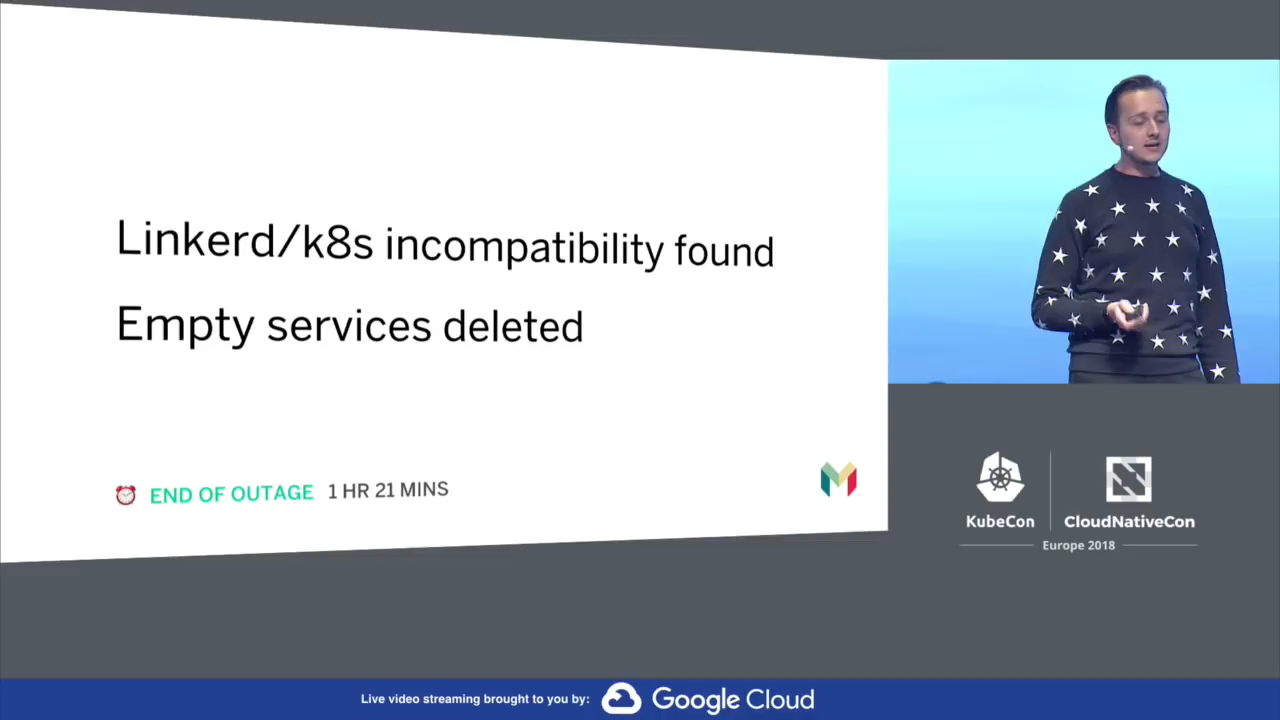 Linkerd/k8s incompatibility found
Empty services deleted
END OF OUTAGE 1 HR 21 MINS
KubeCon
CloudNativeCon
Europe 2018
Live video streaming brought to you by: Google Cloud